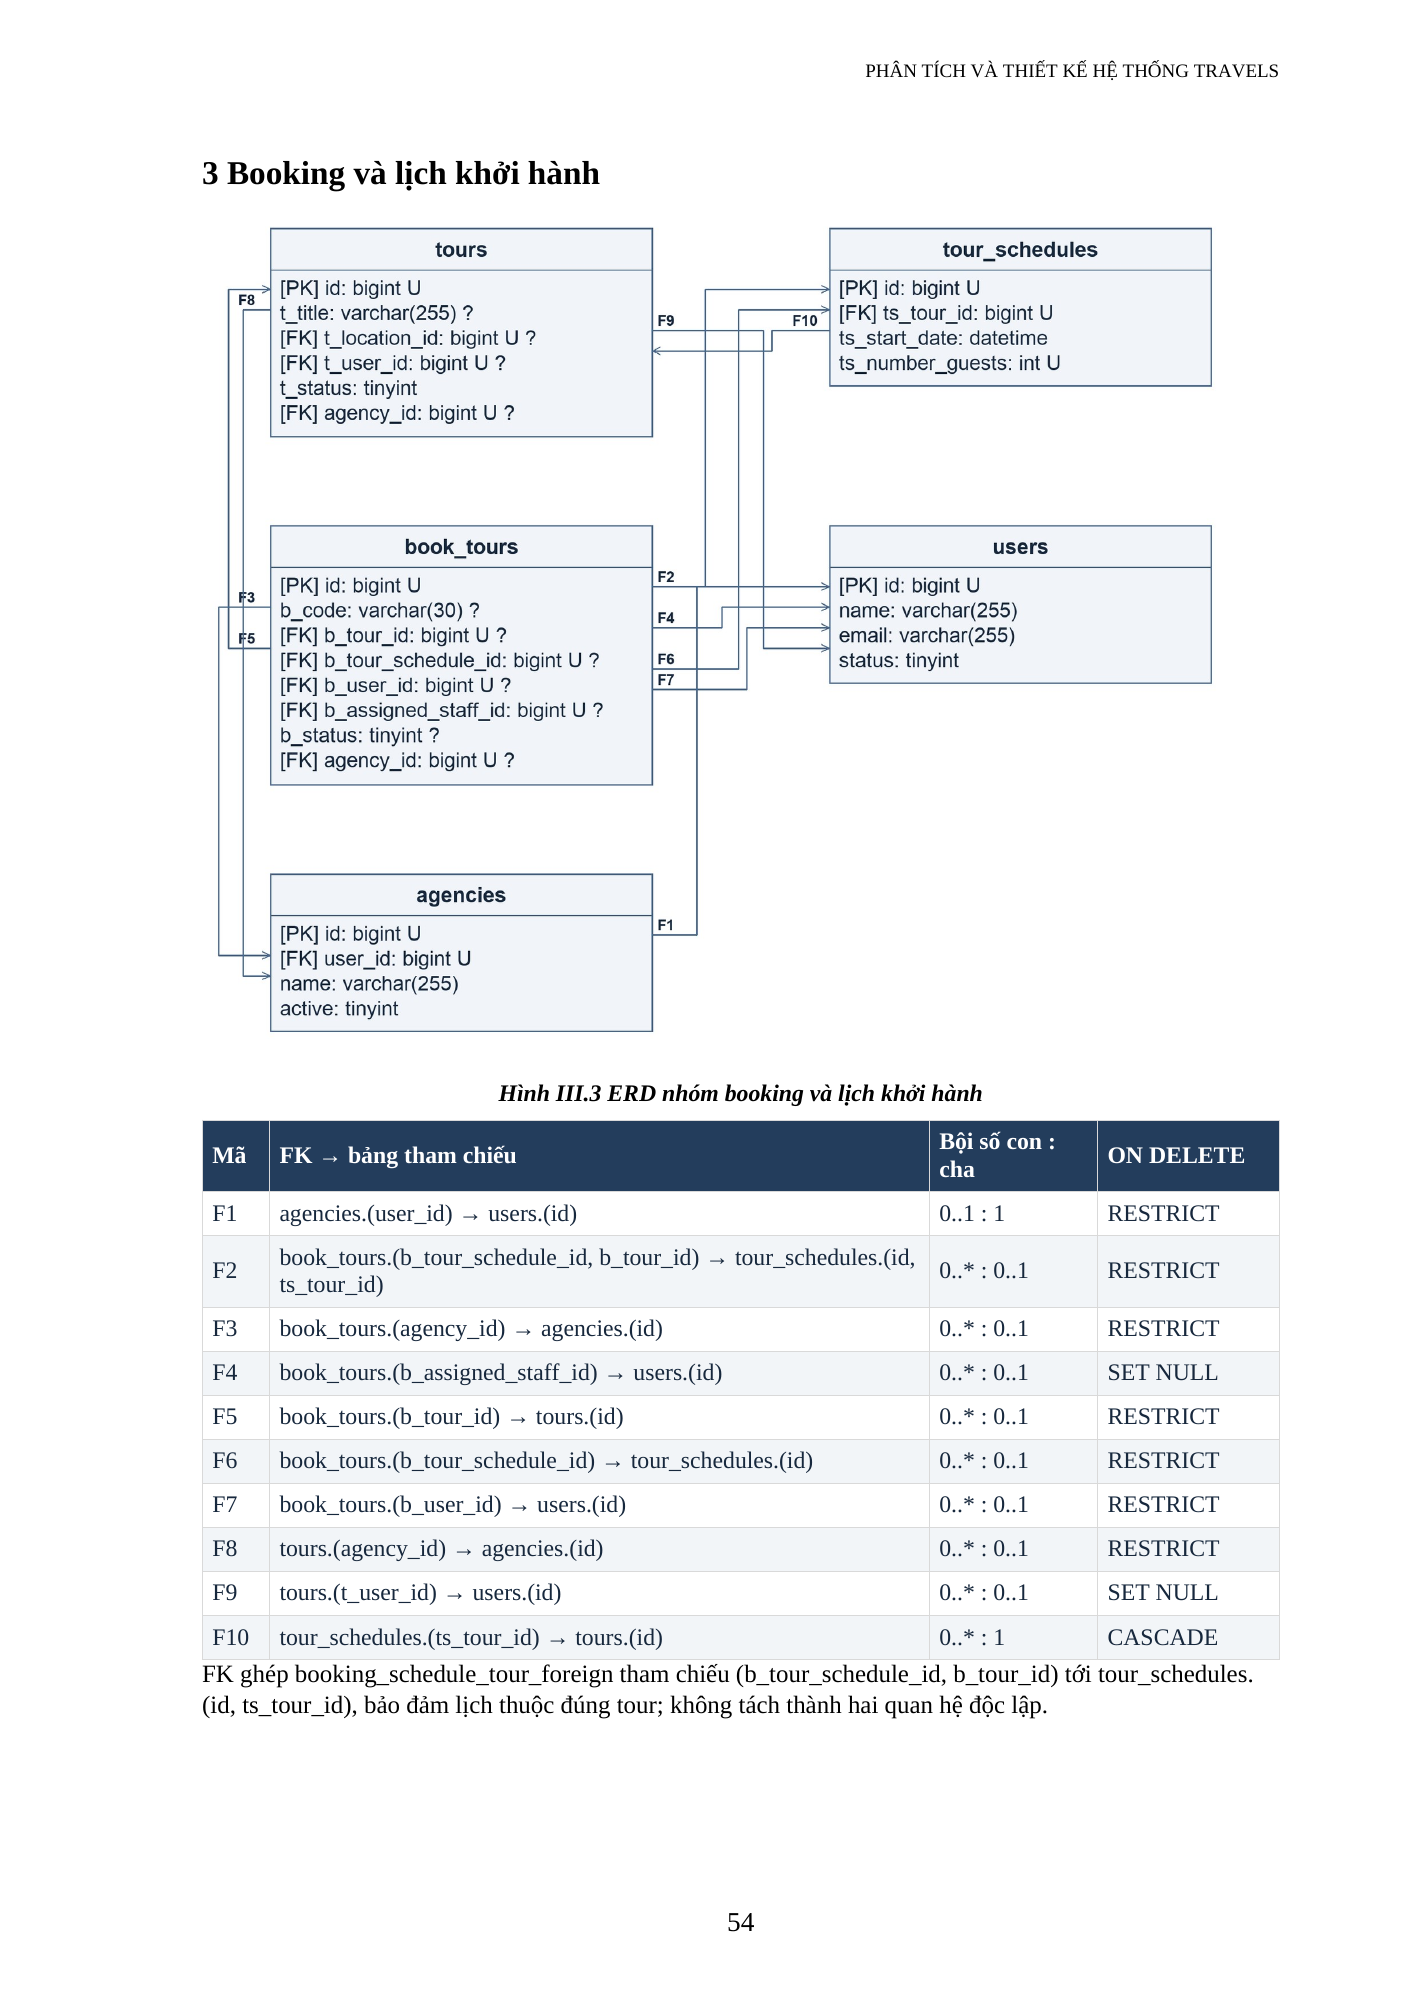 PHÂN TÍCH VÀ THIẾT KẾ HỆ THỐNG TRAVELS
3 Booking và lịch khởi hành
tours
[PK] id: bigint U
t_title: varchar(255) ?
[FK] t_location_id: bigint U ?
[FK] t_user_id: bigint U ?
t_status: tinyint
[FK] agency_id: bigint U ?
tour_schedules
[PK] id: bigint U
[FK] ts_tour_id: bigint U
ts_start_date: datetime
ts_number_guests: int U
F8
F9
F10
book_tours
[PK] id: bigint U
b_code: varchar(30) ?
[FK] b_tour_id: bigint U ?
[FK] b_tour_schedule_id: bigint U ?
[FK] b_user_id: bigint U ?
[FK] b_assigned_staff_id: bigint U ?
b_status: tinyint ?
[FK] agency_id: bigint U ?
F3
F5
F2
F4
F6
F7
users
[PK] id: bigint U
name: varchar(255)
email: varchar(255)
status: tinyint
agencies
[PK] id: bigint U
[FK] user_id: bigint U
name: varchar(255)
active: tinyint
F1
Hình III.3 ERD nhóm booking và lịch khởi hành
Mã FK → bảng tham chiếu Bội số con : cha ON DELETE
F1 agencies.(user_id) → users.(id) 0..1 : 1 RESTRICT
F2 book_tours.(b_tour_schedule_id, b_tour_id) → tour_schedules.(id, ts_tour_id) 0..* : 0..1 RESTRICT
F3 book_tours.(agency_id) → agencies.(id) 0..* : 0..1 RESTRICT
F4 book_tours.(b_assigned_staff_id) → users.(id) 0..* : 0..1 SET NULL
F5 book_tours.(b_tour_id) → tours.(id) 0..* : 0..1 RESTRICT
F6 book_tours.(b_tour_schedule_id) → tour_schedules.(id) 0..* : 0..1 RESTRICT
F7 book_tours.(b_user_id) → users.(id) 0..* : 0..1 RESTRICT
F8 tours.(agency_id) → agencies.(id) 0..* : 0..1 RESTRICT
F9 tours.(t_user_id) → users.(id) 0..* : 0..1 SET NULL
F10 tour_schedules.(ts_tour_id) → tours.(id) 0..* : 1 CASCADE
FK ghép booking_schedule_tour_foreign tham chiếu (b_tour_schedule_id, b_tour_id) tới tour_schedules.
(id, ts_tour_id), bảo đảm lịch thuộc đúng tour; không tách thành hai quan hệ độc lập.
54